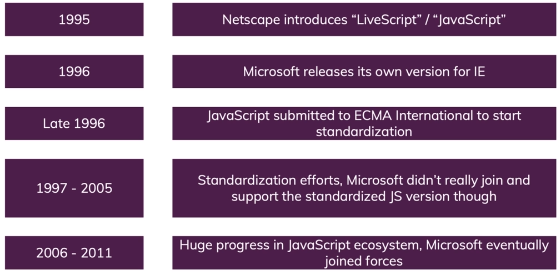 1995
Netscape introduces “LiveScript” / “JavaScript”
1996
Microsoft releases its own version for IE
Late 1996
JavaScript submitted to ECMA International to start
standardization
1997 - 2005
Standardization efforts, Microsoft didn’t really join and
support the standardized JS version though
2006 - 2011
Huge progress in JavaScript ecosystem, Microsoft eventually
joined forces